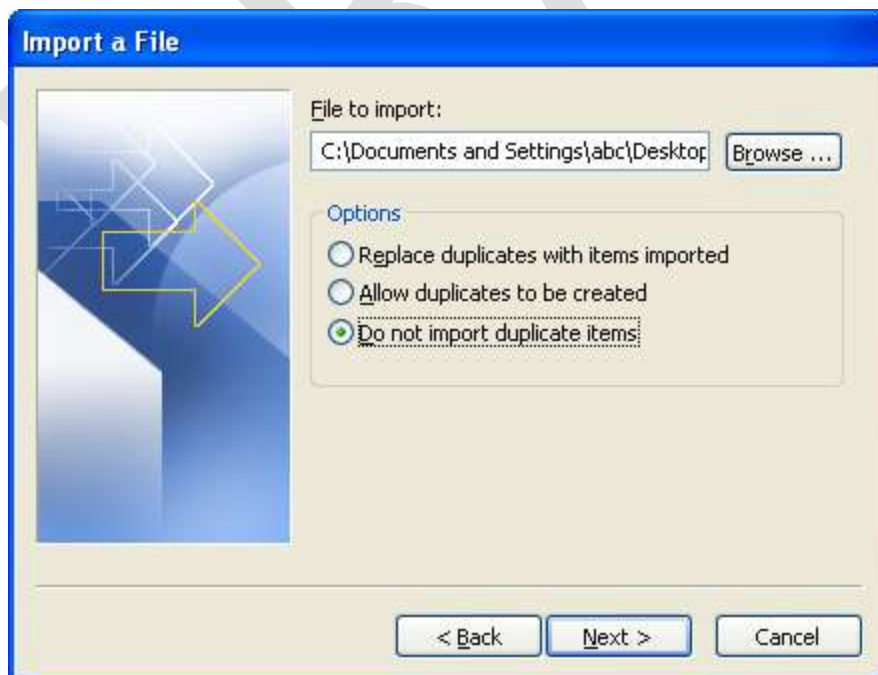 Import a File
File to import:
C:\Documents and Settings\abc\Desktop
Browse ...
Options
Replace duplicates with items imported
Allow duplicates to be created
Do not import duplicate items
< Back
Next >
Cancel